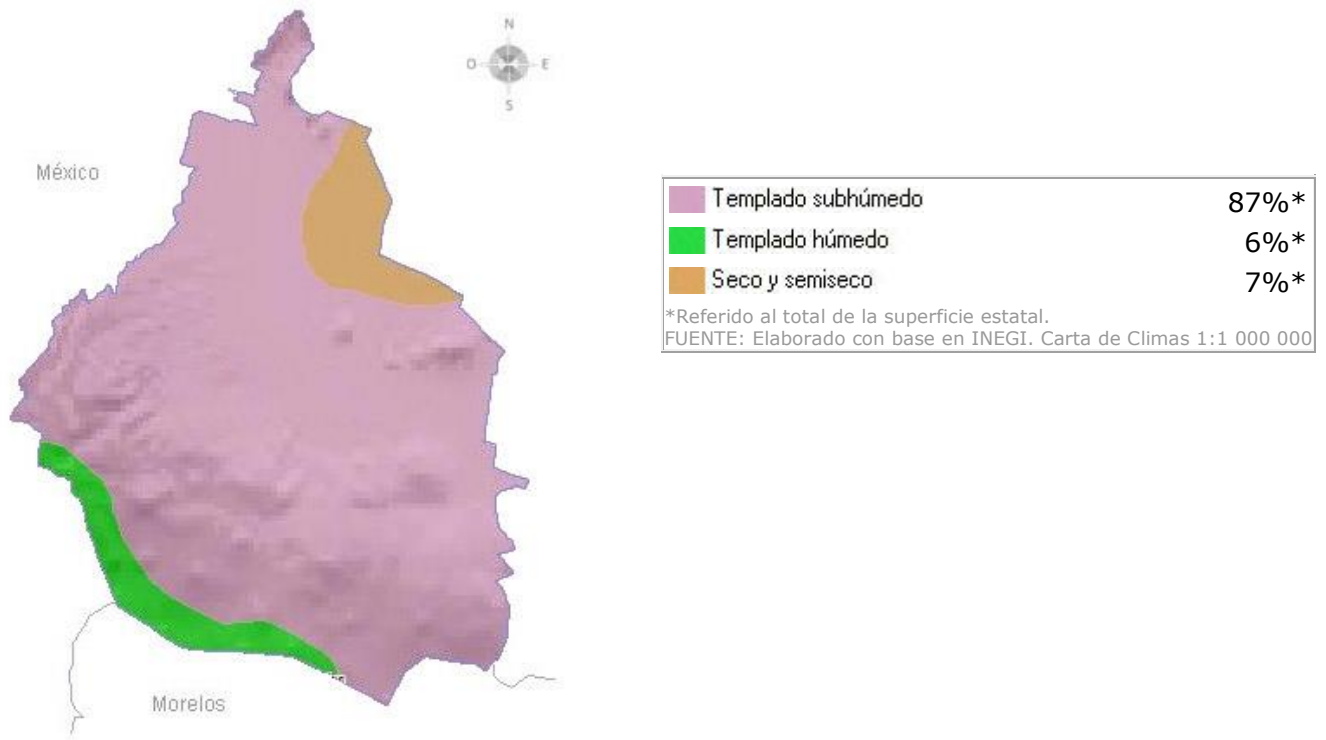 N
O E
S
México
Morelos
Templado subhúmedo 87%*
Templado húmedo 6%*
Seco y semiseco 7%*
*Referido al total de la superficie estatal.
FUENTE: Elaborado con base en INEGI. Carta de Climas 1:1 000 000